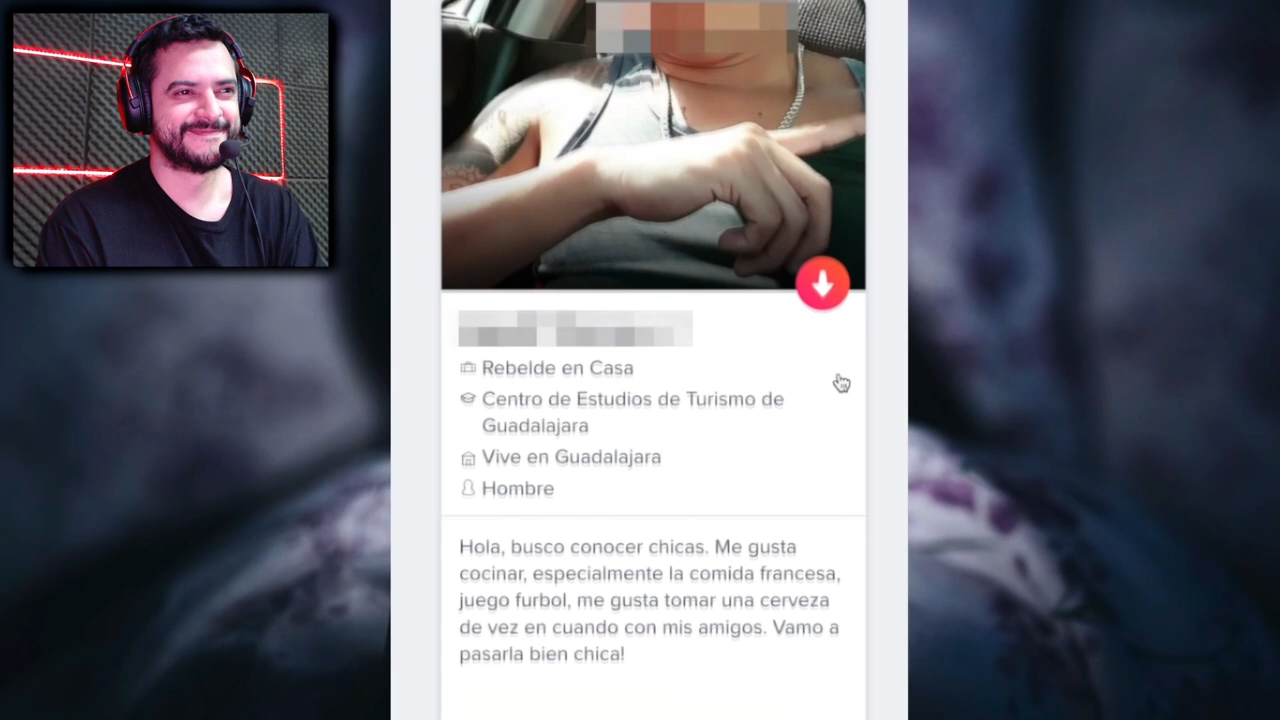 Rebelde en Casa
Centro de Estudios de Turismo de
Guadalajara
Vive en Guadalajara
Hombre
Hola, busco conocer chicas. Me gusta
cocinar, especialmente la comida francesa,
juego furbol, me gusta tomar una cerveza
de vez en cuando con mis amigos. Vamo a
pasarla bien chica!